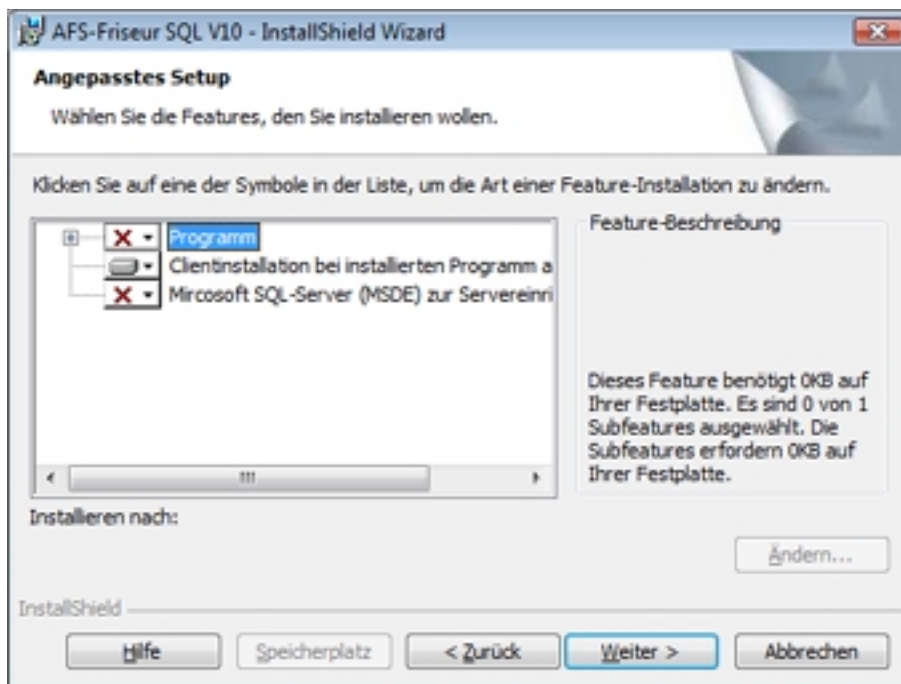 AFS-Friseur SQL V10 - InstallShield Wizard
Angepasstes Setup
Wählen Sie die Features, den Sie installieren wollen.
Klicken Sie auf eine der Symbole in der Liste, um die Art einer Feature-Installation zu ändern.
Programm
Clientinstallation bei installierten Programm a
Mircosoft SQL-Server (MSDE) zur Servereinri
Feature-Beschreibung
Dieses Feature benötigt 0KB auf
Ihrer Festplatte. Es sind 0 von 1
Subfeatures ausgewählt. Die
Subfeatures erfordern 0KB auf
Ihrer Festplatte.
Installieren nach:
Ändern...
InstallShield
Hilfe
Speicherplatz
< Zurück
Weiter >
Abbrechen